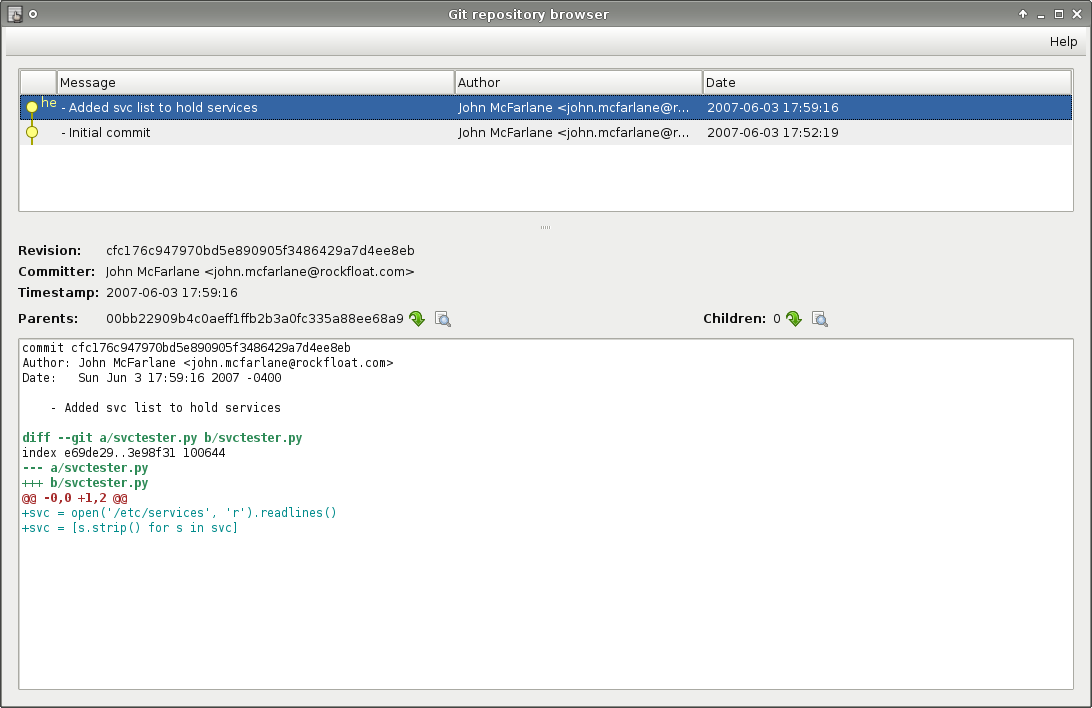 Git repository browser
Help
Message Author Date
he - Added svc list to hold services John McFarlane <john.mcfarlane@r... 2007-06-03 17:59:16
- Initial commit John McFarlane <john.mcfarlane@r... 2007-06-03 17:52:19
Revision: cfc176c947970bd5e890905f3486429a7d4ee8eb
Committer: John McFarlane <john.mcfarlane@rockfloat.com>
Timestamp: 2007-06-03 17:59:16
Parents: 00bb22909b4c0aeff1ffb2b3a0fc335a88ee68a9 Children: 0
commit cfc176c947970bd5e890905f3486429a7d4ee8eb
Author: John McFarlane <john.mcfarlane@rockfloat.com>
Date:   Sun Jun 3 17:59:16 2007 -0400
    - Added svc list to hold services
diff --git a/svctester.py b/svctester.py
index e69de29..3e98f31 100644
--- a/svctester.py
+++ b/svctester.py
@@ -0,0 +1,2 @@
+svc = open('/etc/services', 'r').readlines()
+svc = [s.strip() for s in svc]